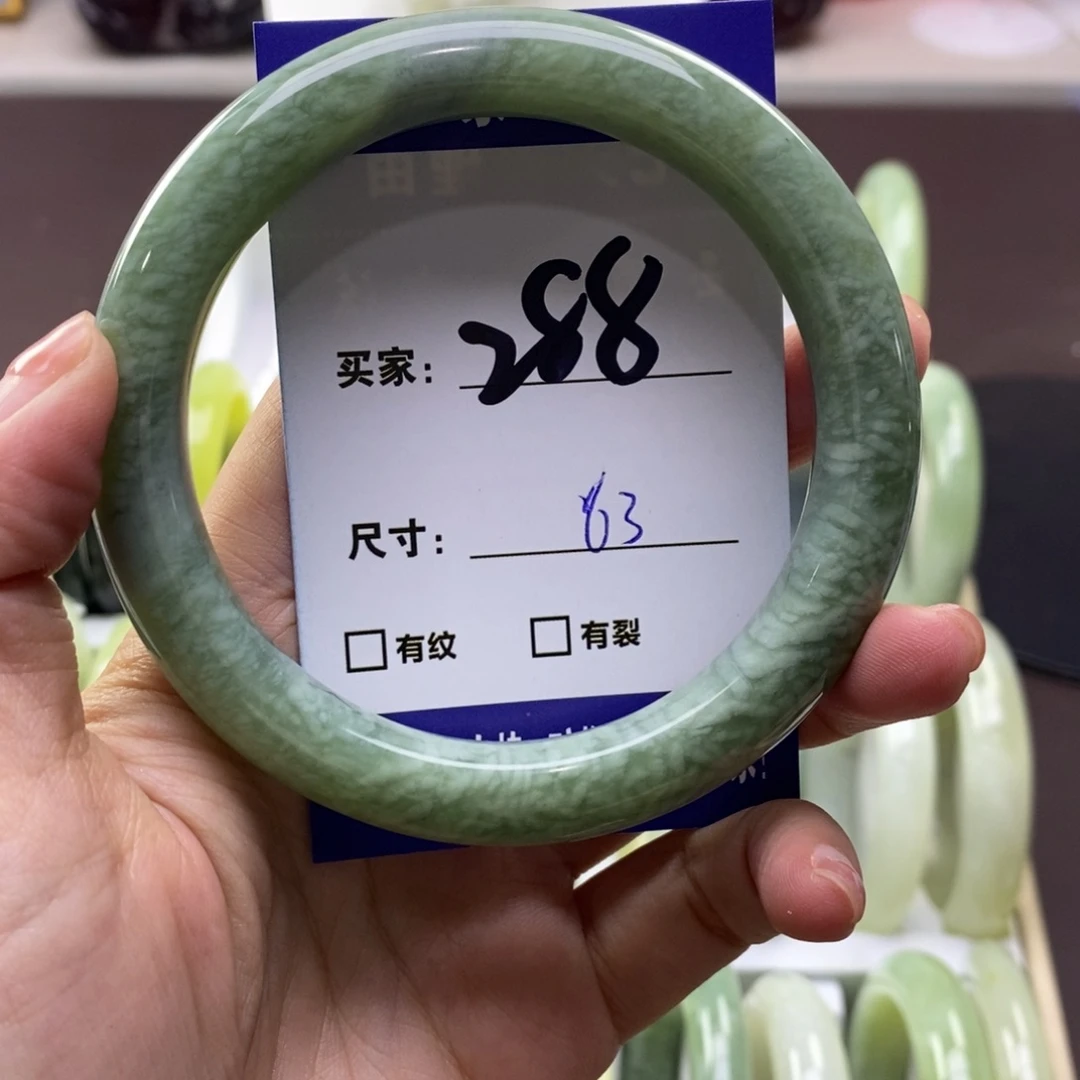 买家： 288
尺寸： 63
有纹 有裂